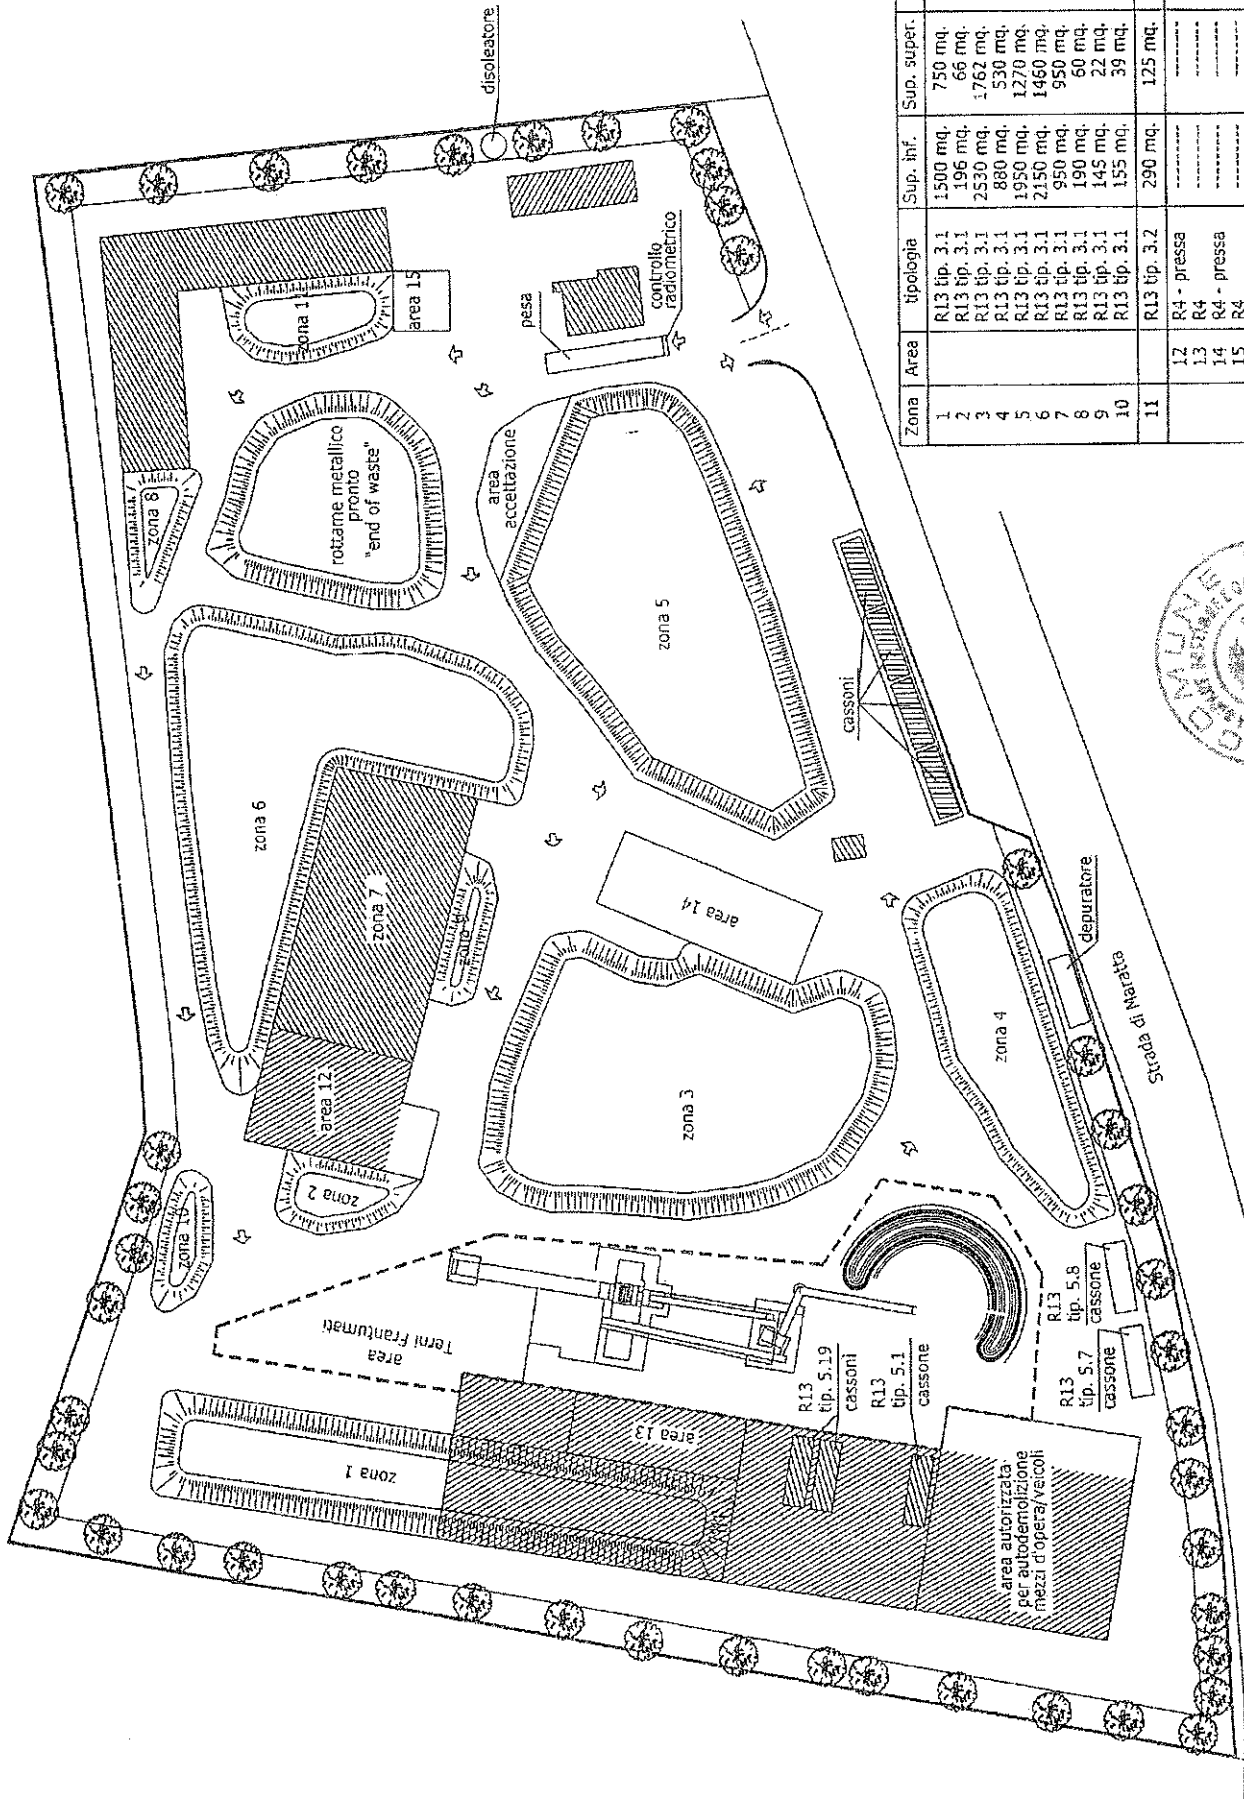 disoleatore
zona 11
area 15
pesa
controllo
radiometrico
zona 8
rottame metallico
pronto
"end of waste"
area
accettazione
zona 5
zona 6
zona 7
area 14
cassoni
area 12
zona 2
zona 3
zona 4
depuratore
Strada di Maratta
zona 10
area
Terni Frantumati
zona 1
area 13
R13
tip. 5.19
cassoni
R13
tip. 5.1
cassone
R13
tip. 5.8
cassone
R13
tip. 5.7
cassone
area autorizzata
per autodemolizione
mezzi d'opera/veicoli
Zona Area tipologia Sup. inf. Sup. super.
1 R13 tip. 3.1 1500 mq. 750 mq.
2 R13 tip. 3.1 196 mq. 66 mq.
3 R13 tip. 3.1 2530 mq. 1762 mq.
4 R13 tip. 3.1 880 mq. 530 mq.
5 R13 tip. 3.1 1950 mq. 1270 mq.
6 R13 tip. 3.1 2150 mq. 1460 mq.
7 R13 tip. 3.1 950 mq. 950 mq.
8 R13 tip. 3.1 190 mq. 60 mq.
9 R13 tip. 3.1 145 mq. 22 mq.
10 R13 tip. 3.1 155 mq. 39 mq.
11 R13 tip. 3.2 290 mq. 125 mq.
12 R4 - pressa --------- ---------
13 R4 --------- ---------
14 R4 - pressa --------- ---------
15 R4 --------- ---------